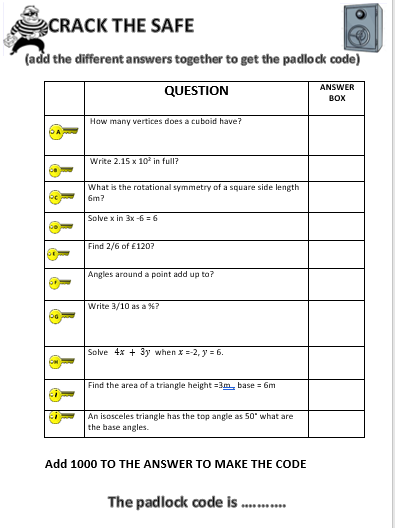 CRACK THE SAFE
(add the different answers together to get the padlock code)
QUESTION
ANSWER
BOX
A
How many vertices does a cuboid have?
B
Write 2.15 x 10² in full?
C
What is the rotational symmetry of a square side length
6m?
D
Solve x in 3x -6 = 6
E
Find 2/6 of £120?
F
Angles around a point add up to?
G
Write 3/10 as a %?
H
Solve 4x + 3y when x =-2, y = 6.
i
Find the area of a triangle height =3m., base = 6m
j
An isosceles triangle has the top angle as 50° what are
the base angles.
Add 1000 TO THE ANSWER TO MAKE THE CODE
The padlock code is ...........